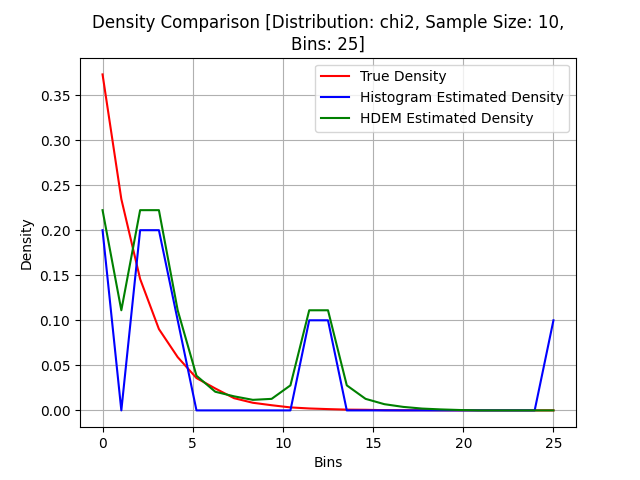 Density Comparison [Distribution: chi2, Sample Size: 10,
Bins: 25]
True Density
Histogram Estimated Density
HDEM Estimated Density
Density
0.35
0.30
0.25
0.20
0.15
0.10
0.05
0.00
0 5 10 15 20 25
Bins